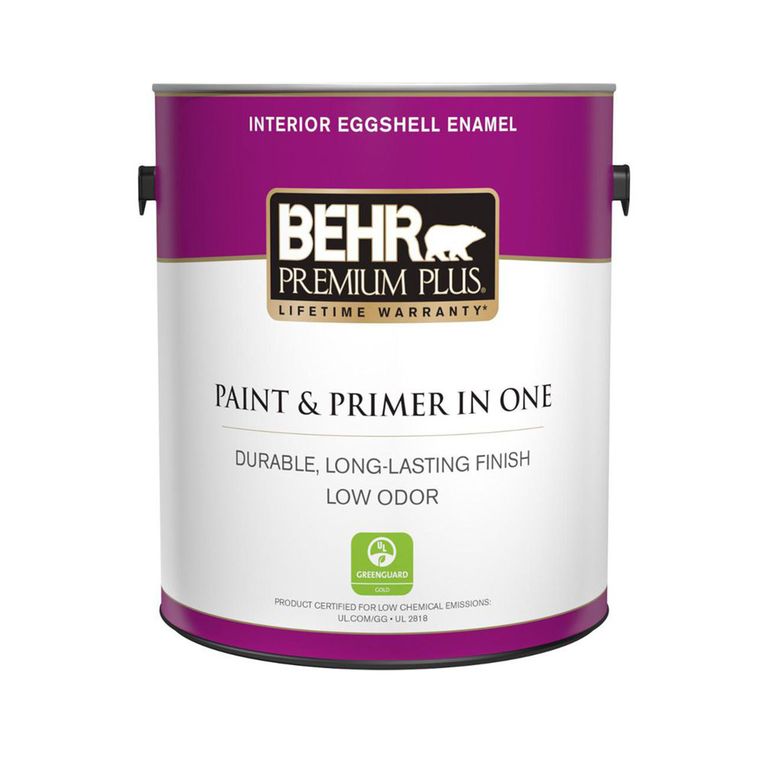 INTERIOR EGGSHELL ENAMEL
BEHR
PREMIUM PLUS®
LIFETIME WARRANTY*
PAINT & PRIMER IN ONE
DURABLE, LONG-LASTING FINISH
LOW ODOR
UL
GREENGUARD
GOLD
PRODUCT CERTIFIED FOR LOW CHEMICAL EMISSIONS:
UL.COM/GG • UL 2818